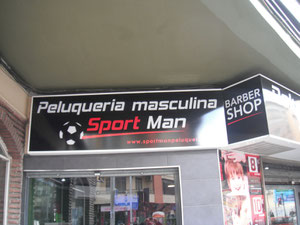 Peluqueria masculina
Sport Man
BARBER
SHOP